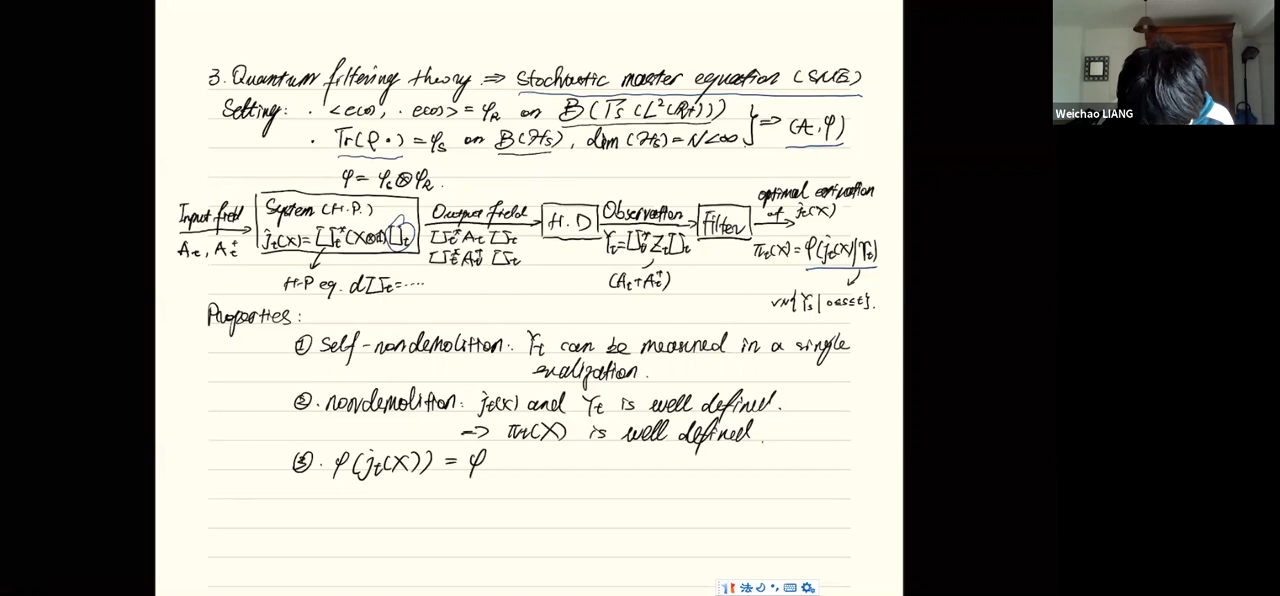 3. Quantum filtering theory ⇒ stochastic master equation (SME)
Setting: · <e(0), · e(0)> = φ_R on B(Γs(L²(R+)))
· Tr(ρ ·) = φ_S on B(H_S), dim(H_S) = N<∞ } ⇒ (A, φ)
φ = φ_S ⊗ φ_R.
Input field
A_t, A_t^†
System (H.P.)
j_t(X) = U_t^*(X⊗1)U_t
H-P eq. dU_t = ....
Output field
U_t^* A_t U_t
U_t^* A_t^† U_t
H.D
Observation
Y_t = U_t^* Z_t U_t
(A_t + A_t^†)
Filter
optimal estimation
of j_t(X)
π_t(X) = φ(j_t(X)|Y_t)
vN{Y_s | 0≤s≤t}.
Properties:
① self-nondemolition: Y_t can be measured in a single
realization.
②. nondemolition: j_t(X) and Y_t is well defined.
→ π_t(X) is well defined.
③. φ(j_t(X)) = φ
Weichao LIANG
法